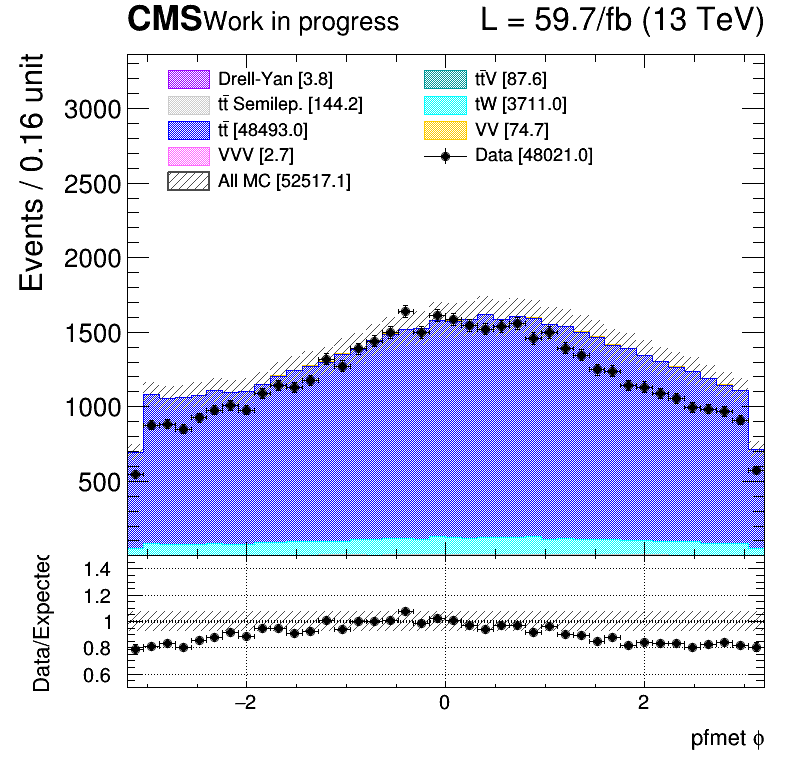 CMS Work in progress L = 59.7/fb (13 TeV)
Events / 0.16 unit
3000
2500
2000
1500
1000
500
Drell-Yan [3.8]
tt̄ Semilep. [144.2]
tt̄ [48493.0]
VVV [2.7]
All MC [52517.1]
tt̄V [87.6]
tW [3711.0]
VV [74.7]
Data [48021.0]
Data/Expected
1.4
1.2
1
0.8
0.6
−2 0 2
pfmet ϕ